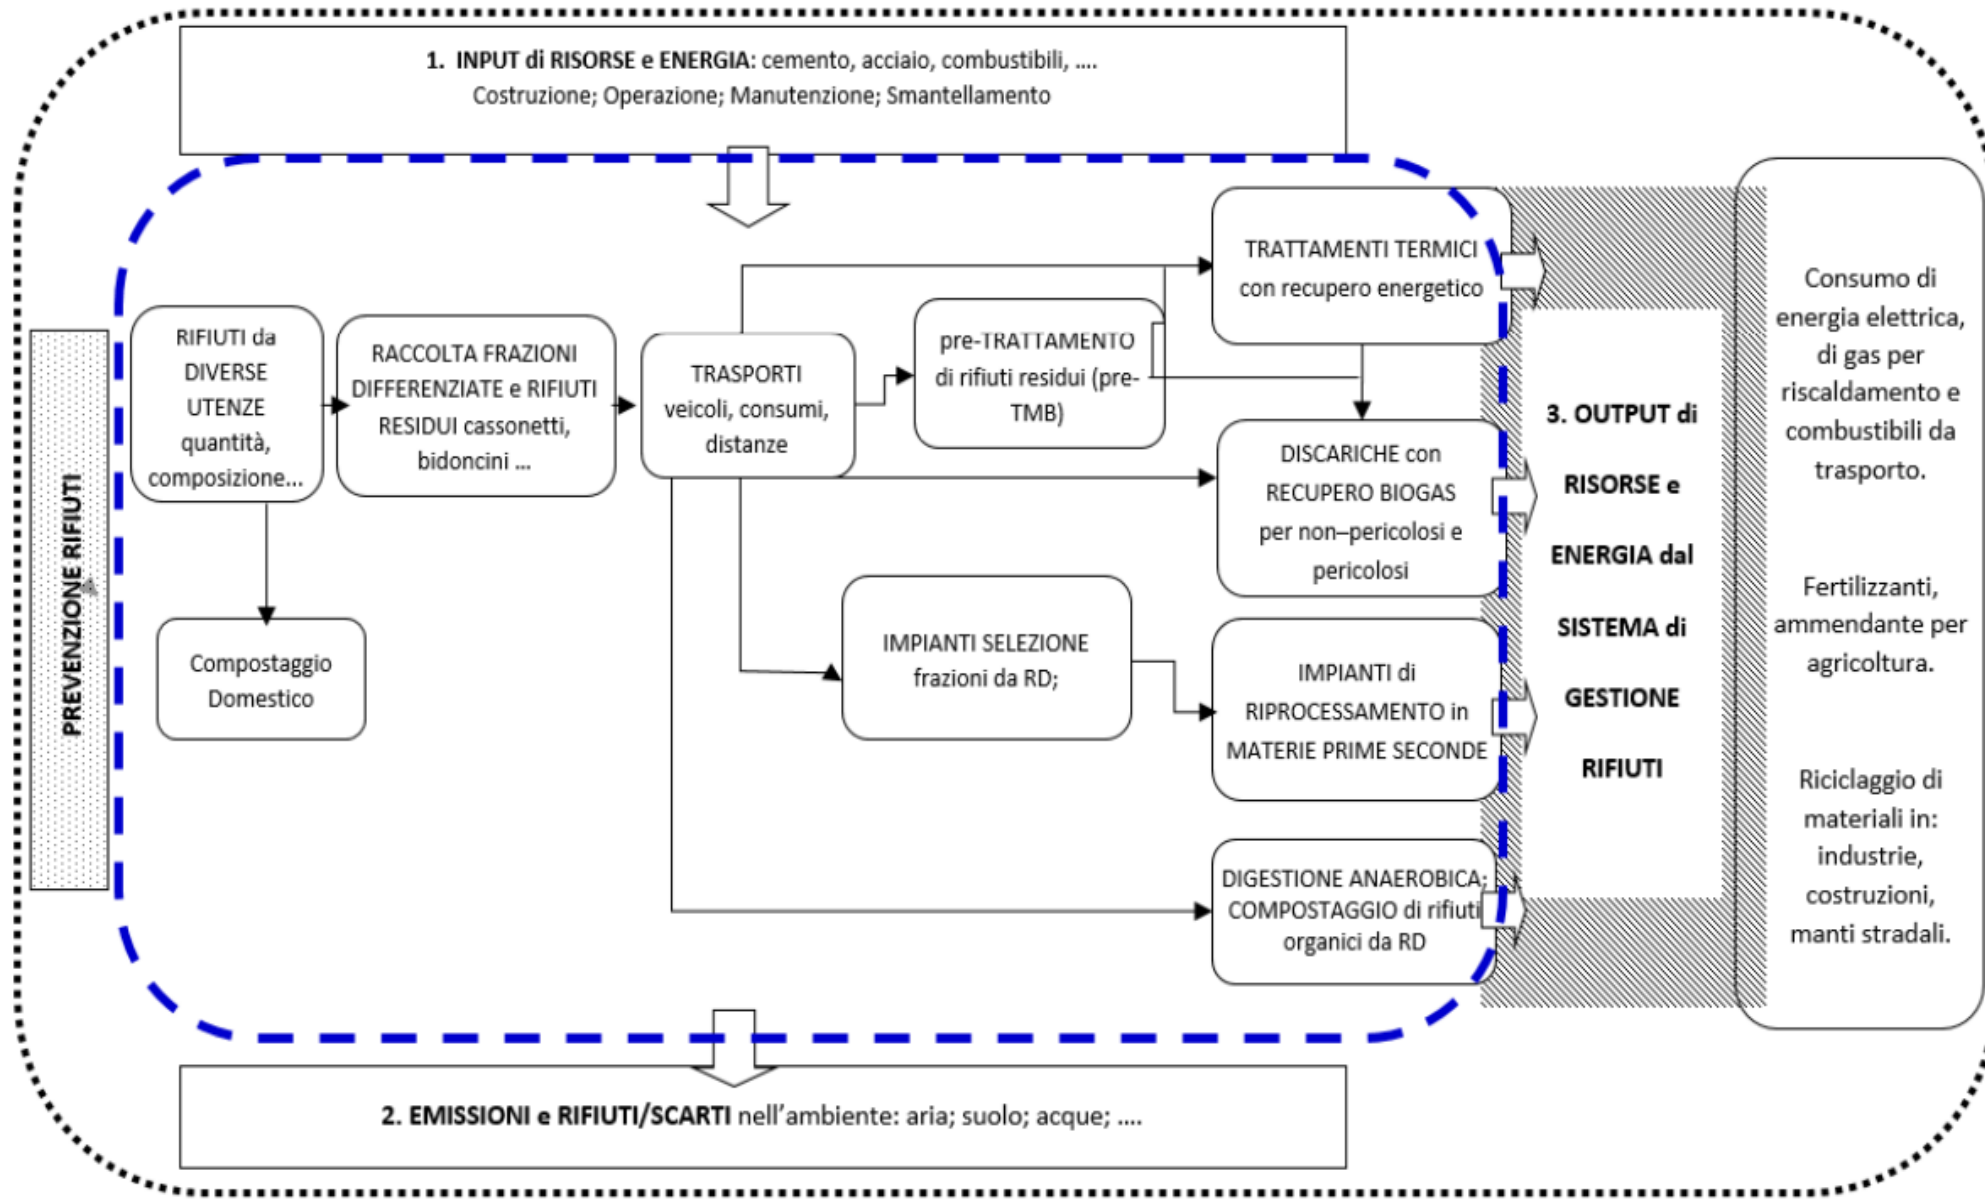 1. INPUT di RISORSE e ENERGIA: cemento, acciaio, combustibili, ....
Costruzione; Operazione; Manutenzione; Smantellamento
PREVENZIONE RIFIUTI
RIFIUTI da
DIVERSE
UTENZE
quantità,
composizione...
RACCOLTA FRAZIONI
DIFFERENZIATE e RIFIUTI
RESIDUI cassonetti,
bidoncini ...
TRASPORTI
veicoli, consumi,
distanze
pre-TRATTAMENTO
di rifiuti residui (pre-
TMB)
TRATTAMENTI TERMICI
con recupero energetico
DISCARICHE con
RECUPERO BIOGAS
per non–pericolosi e
pericolosi
Compostaggio
Domestico
IMPIANTI SELEZIONE
frazioni da RD;
IMPIANTI di
RIPROCESSAMENTO in
MATERIE PRIME SECONDE
DIGESTIONE ANAEROBICA;
COMPOSTAGGIO di rifiuti
organici da RD
3. OUTPUT di
RISORSE e
ENERGIA dal
SISTEMA di
GESTIONE
RIFIUTI
Consumo di
energia elettrica,
di gas per
riscaldamento e
combustibili da
trasporto.
Fertilizzanti,
ammendante per
agricoltura.
Riciclaggio di
materiali in:
industrie,
costruzioni,
manti stradali.
2. EMISSIONI e RIFIUTI/SCARTI nell'ambiente: aria; suolo; acque; ....